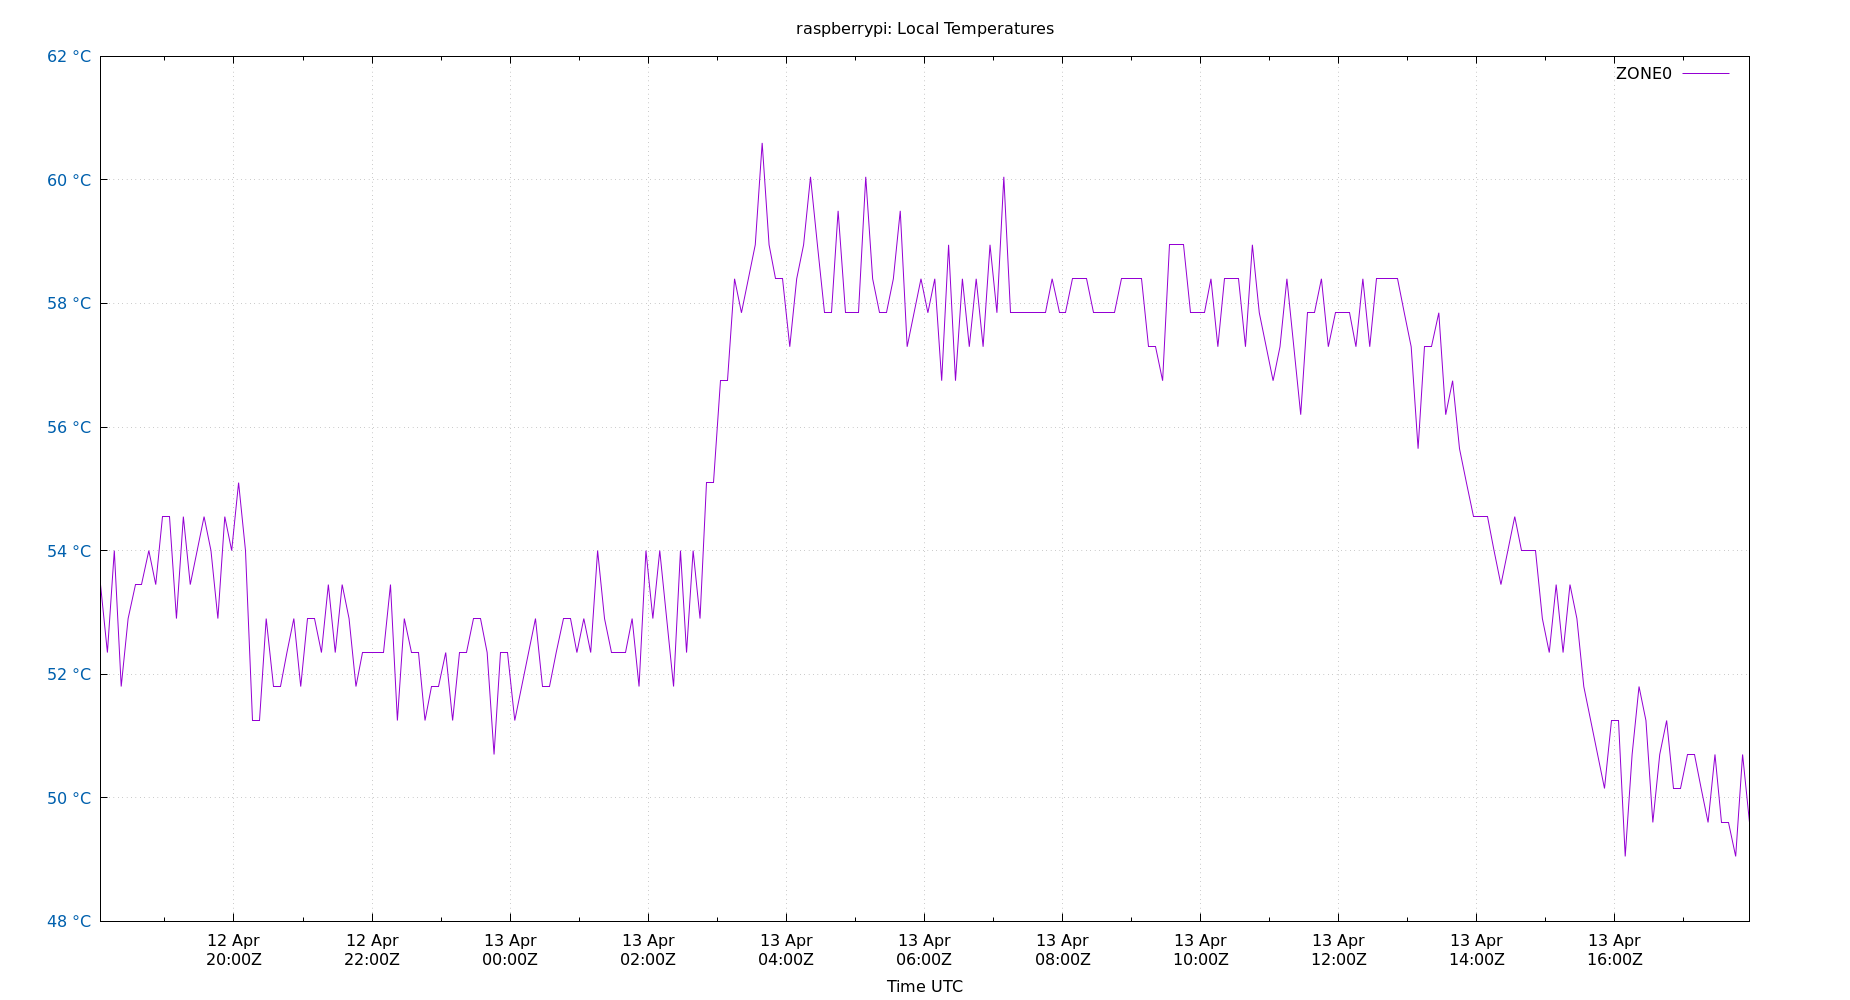 raspberrypi: Local Temperatures
ZONE0
62 °C
60 °C
58 °C
56 °C
54 °C
52 °C
50 °C
48 °C
12 Apr 12 Apr 13 Apr 13 Apr 13 Apr 13 Apr 13 Apr 13 Apr 13 Apr 13 Apr 13 Apr
20:00Z 22:00Z 00:00Z 02:00Z 04:00Z 06:00Z 08:00Z 10:00Z 12:00Z 14:00Z 16:00Z
Time UTC